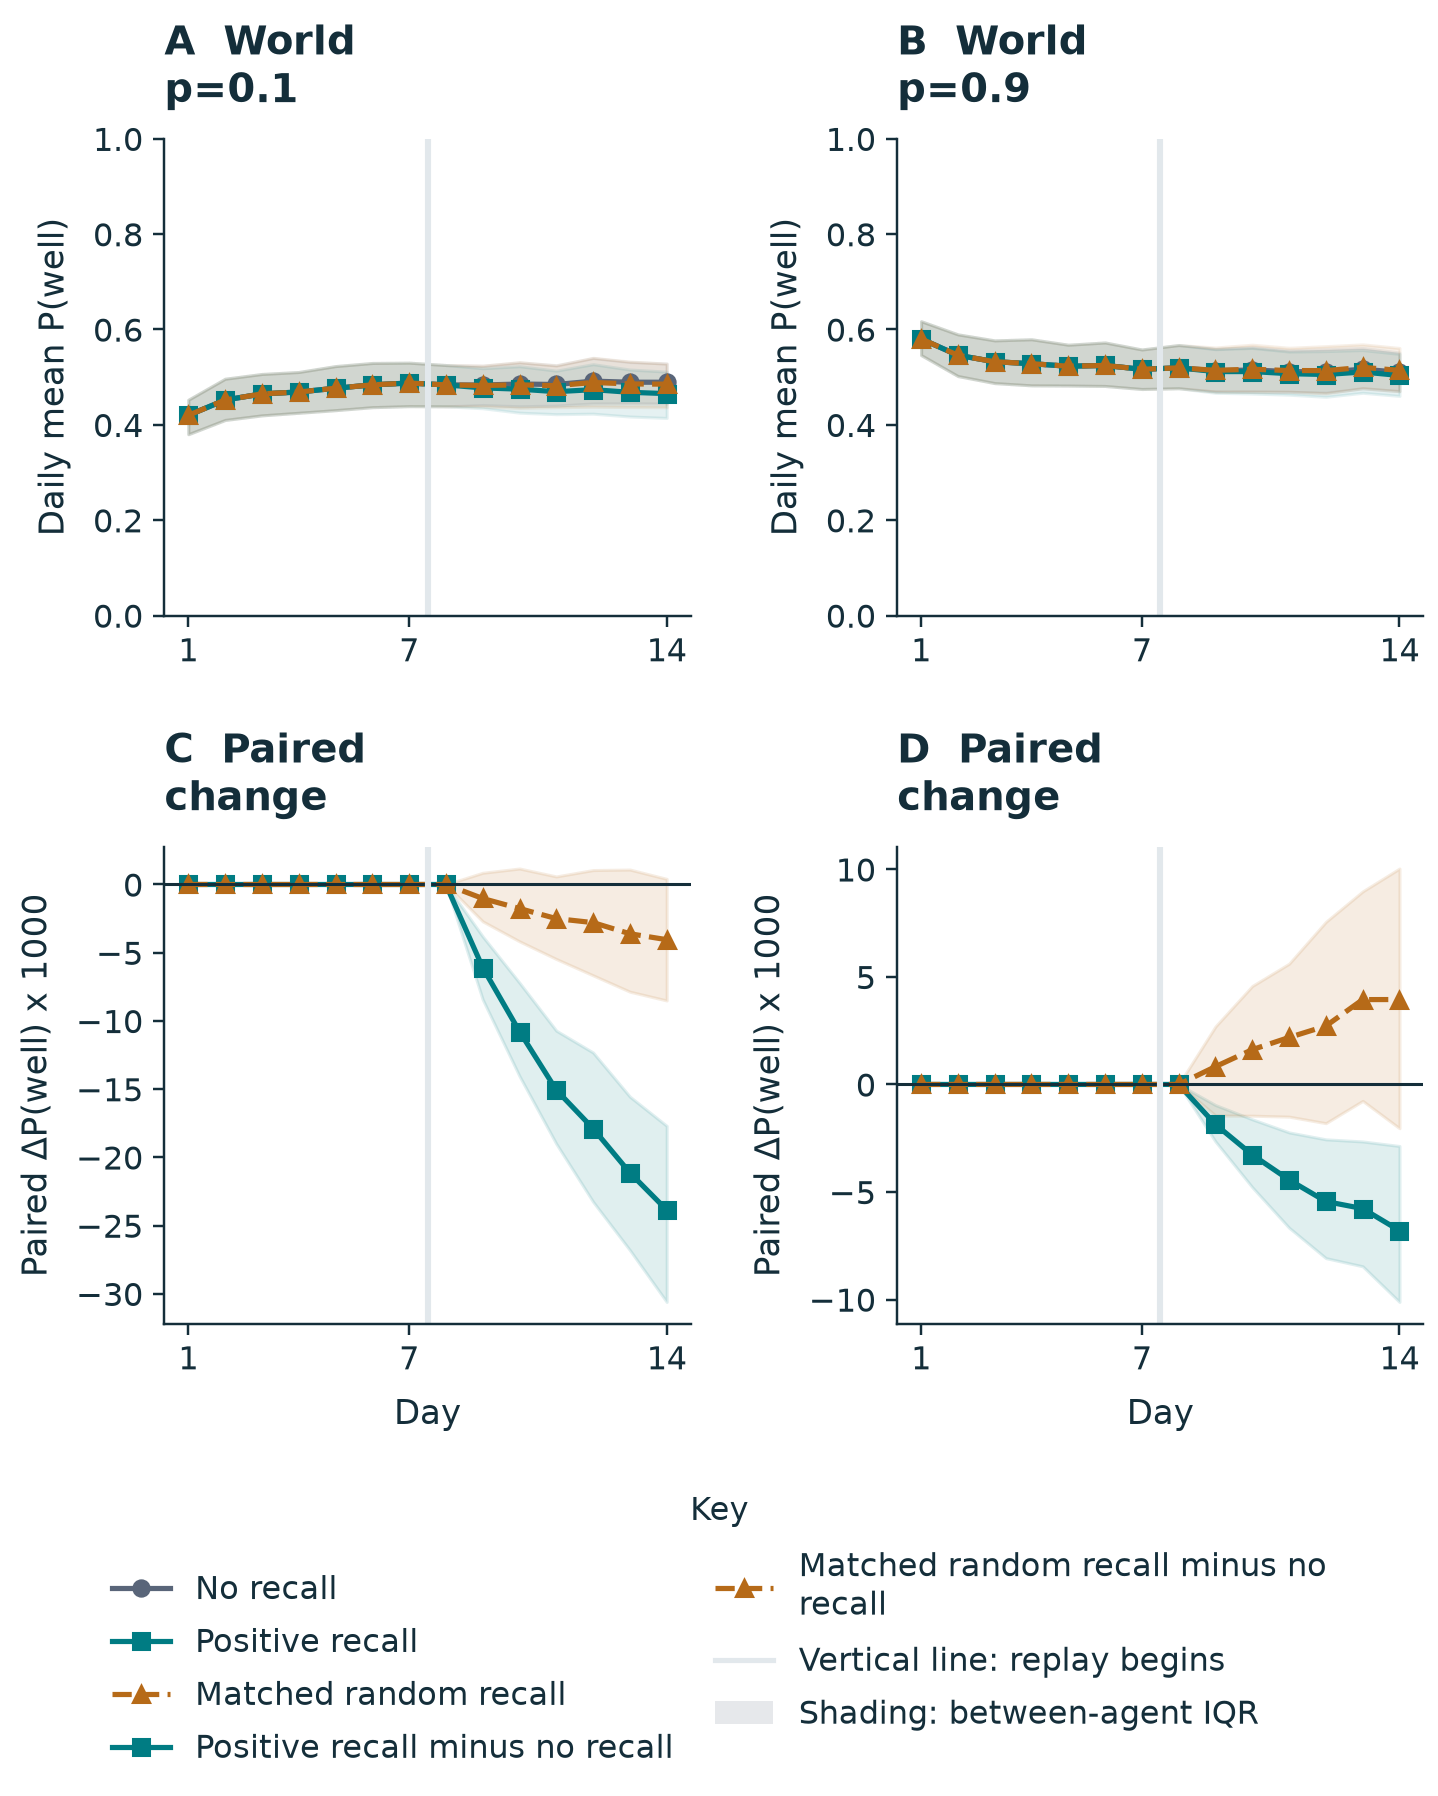 A  World
p=0.1
1.0
0.8
0.6
0.4
0.2
0.0
Daily mean P(well)
1
7
14
B  World
p=0.9
1.0
0.8
0.6
0.4
0.2
0.0
Daily mean P(well)
1
7
14
C  Paired
change
0
−5
−10
−15
−20
−25
−30
Paired ΔP(well) x 1000
1
7
14
Day
D  Paired
change
10
5
0
−5
−10
Paired ΔP(well) x 1000
1
7
14
Day
Key
No recall
Positive recall
Matched random recall
Positive recall minus no recall
Matched random recall minus no
recall
Vertical line: replay begins
Shading: between-agent IQR